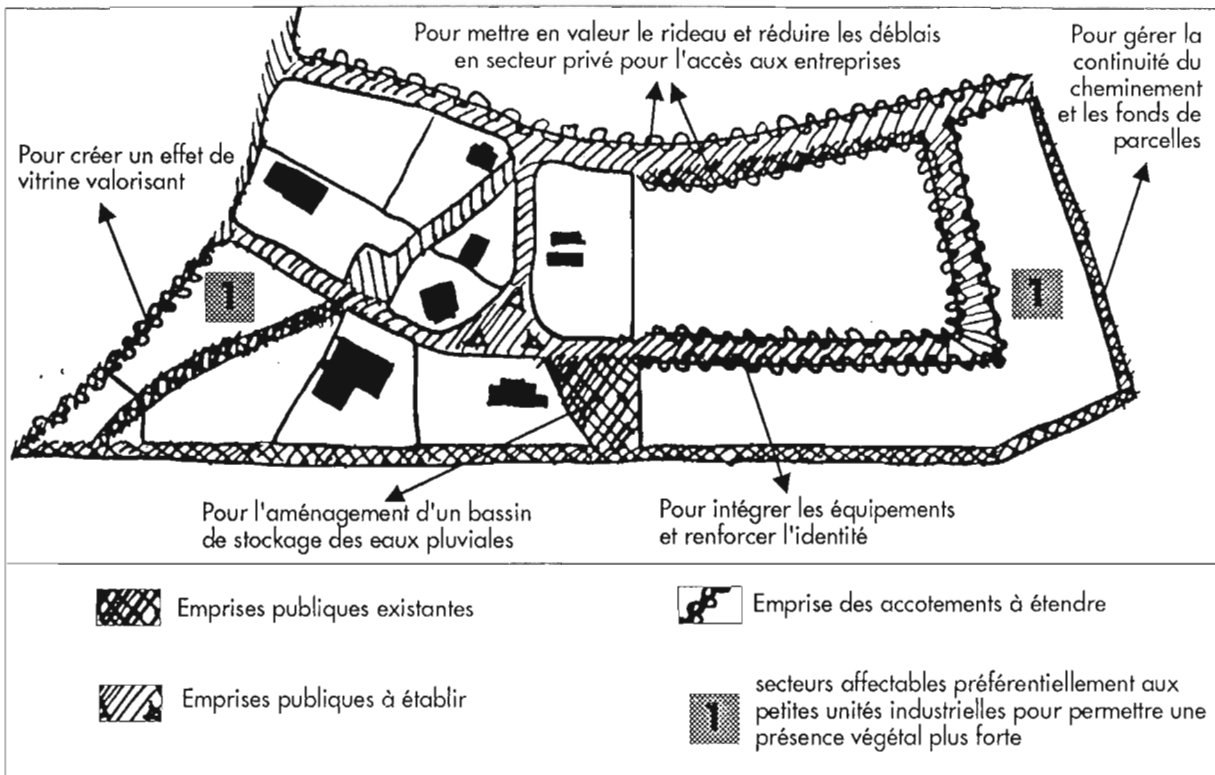 Pour mettre en valeur le rideau et réduire les déblais
en secteur privé pour l'accès aux entreprises
Pour gérer la
continuité du
cheminement
et les fonds de
parcelles
Pour créer un effet de
vitrine valorisant
1
1
Pour l'aménagement d'un bassin
de stockage des eaux pluviales
Pour intégrer les équipements
et renforcer l'identité
Emprises publiques existantes
Emprise des accotements à étendre
Emprises publiques à établir
1
secteurs affectables préférentiellement aux
petites unités industrielles pour permettre une
présence végétal plus forte